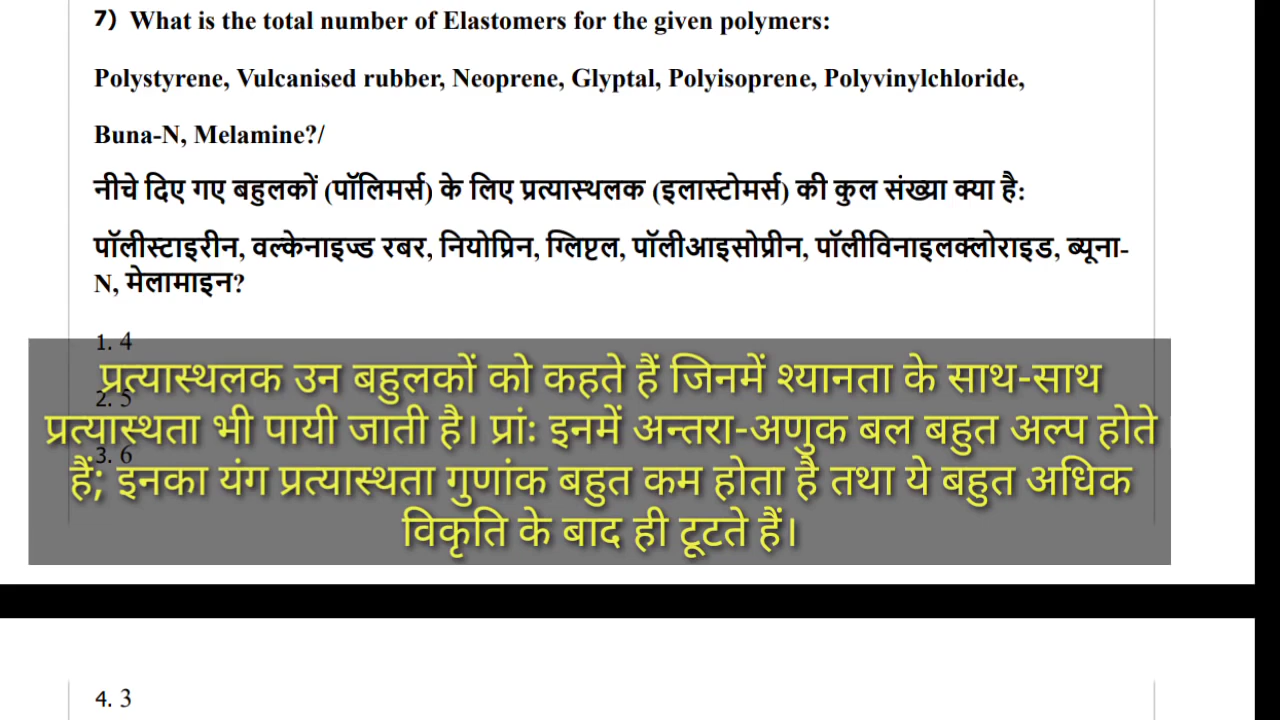 7) What is the total number of Elastomers for the given polymers:
Polystyrene, Vulcanised rubber, Neoprene, Glyptal, Polyisoprene, Polyvinylchloride,
Buna-N, Melamine?/
नीचे दिए गए बहुलकों (पॉलिमर्स) के लिए प्रत्यास्थलक (इलास्टोमर्स) की कुल संख्या क्या है:
पॉलीस्टाइरीन, वल्केनाइज्ड रबर, नियोप्रिन, ग्लिप्टल, पॉलीआइसोप्रीन, पॉलीविनाइलक्लोराइड, ब्यूना-
N, मेलामाइन?
1. 4
प्रत्यास्थलक उन बहुलकों को कहते हैं जिनमें श्यानता के साथ-साथ
2. 5
प्रत्यास्थता भी पायी जाती है। प्रांः इनमें अन्तरा-अणुक बल बहुत अल्प होते
3. 6
हैं; इनका यंग प्रत्यास्थता गुणांक बहुत कम होता है तथा ये बहुत अधिक
विकृति के बाद ही टूटते हैं।
4. 3